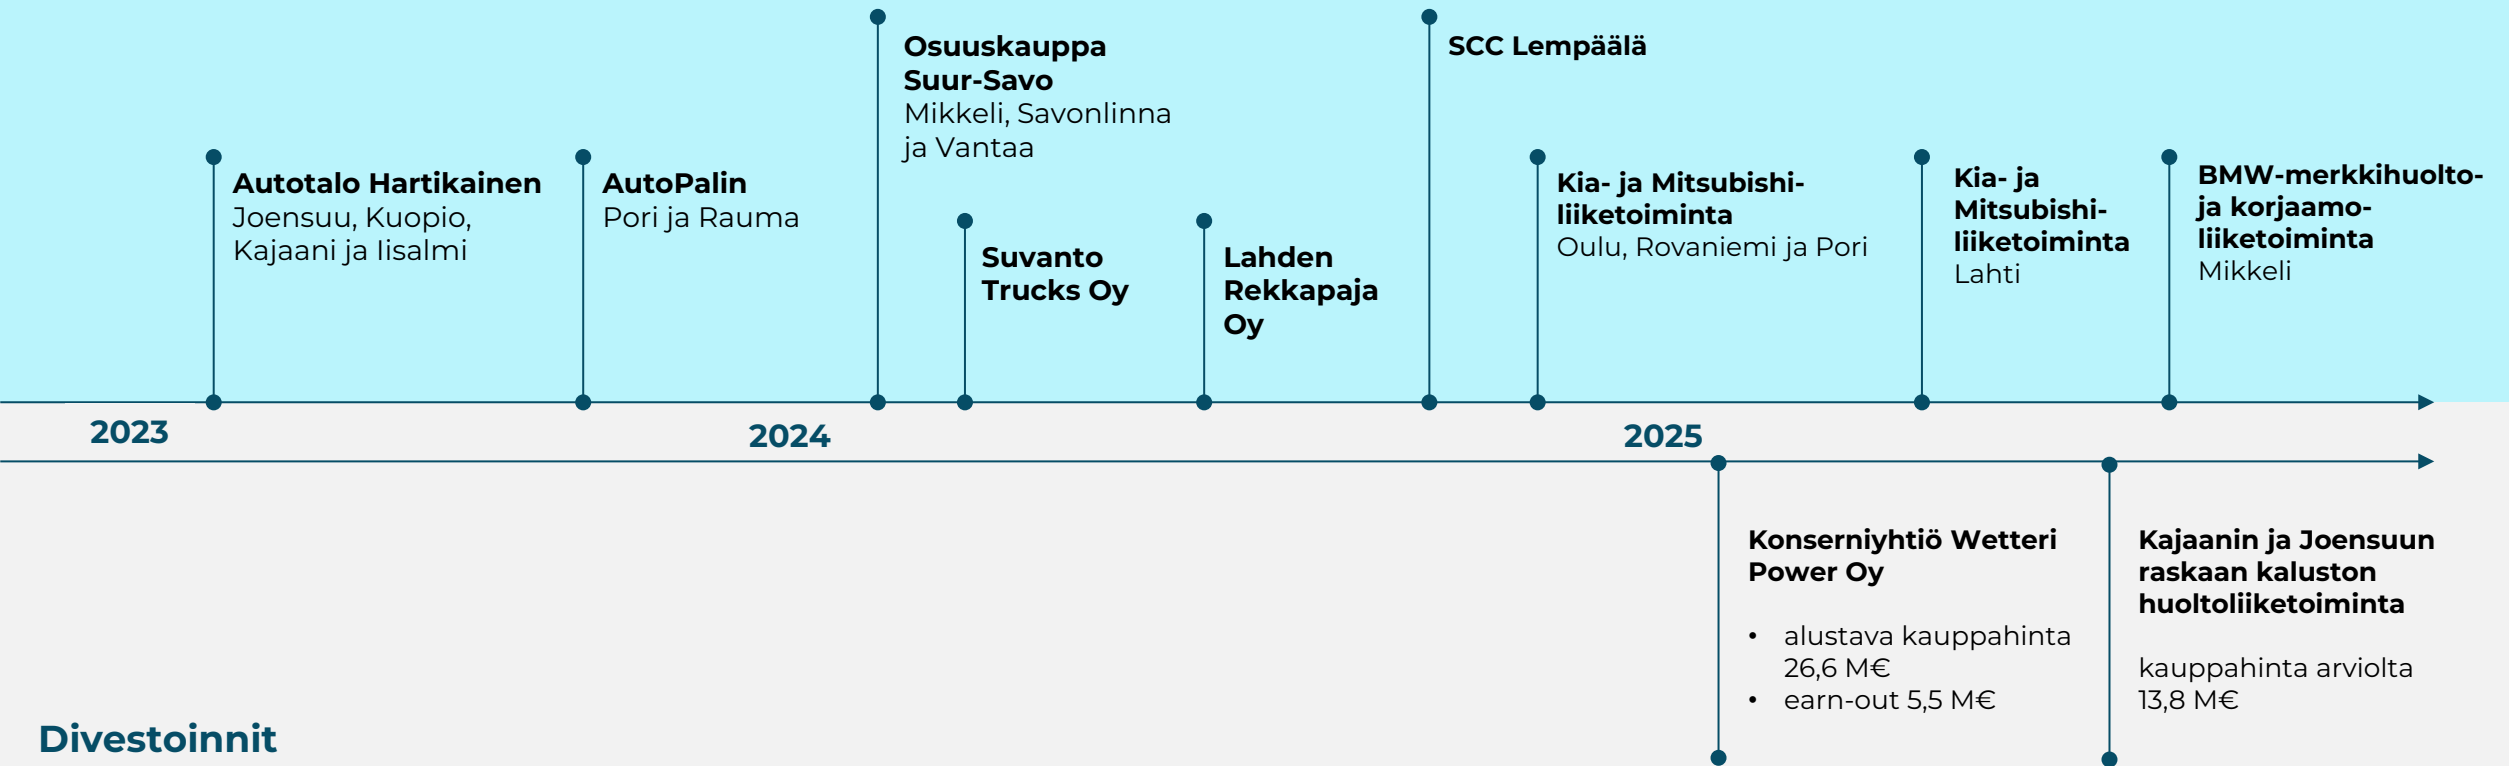 Osuuskauppa
Suur-Savo
Mikkeli, Savonlinna
ja Vantaa
SCC Lempäälä
Autotalo Hartikainen
Joensuu, Kuopio,
Kajaani ja Iisalmi
AutoPalin
Pori ja Rauma
Suvanto
Trucks Oy
Lahden
Rekkapaja
Oy
Kia- ja Mitsubishi-
liiketoiminta
Oulu, Rovaniemi ja Pori
Kia- ja
Mitsubishi-
liiketoiminta
Lahti
BMW-merkkihuolto-
ja korjaamo-
liiketoiminta
Mikkeli
2023
2024
2025
Konserniyhtiö Wetteri
Power Oy
• alustava kauppahinta
26,6 M€
• earn-out 5,5 M€
Kajaanin ja Joensuun
raskaan kaluston
huoltoliiketoiminta
kauppahinta arviolta
13,8 M€
Divestoinnit